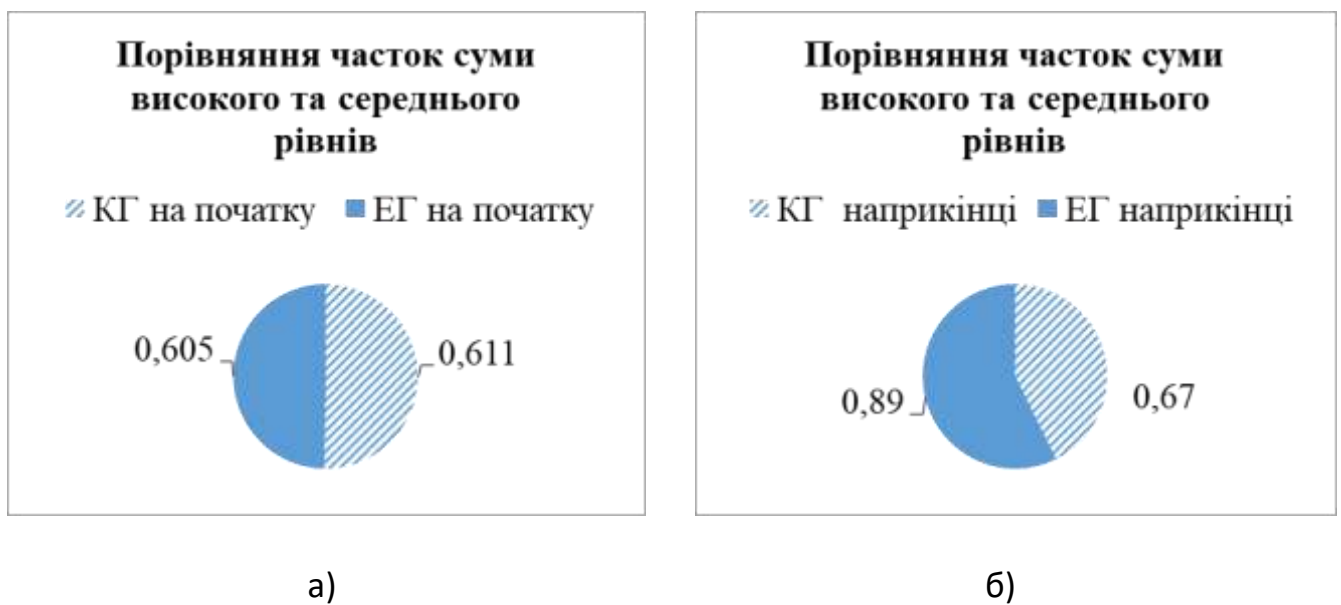 Порівняння часток суми
високого та середнього
рівнів
КГ на початку ЕГ на початку
0,605
0,611
а)
Порівняння часток суми
високого та середнього
рівнів
КГ наприкінці ЕГ наприкінці
0,89
0,67
б)